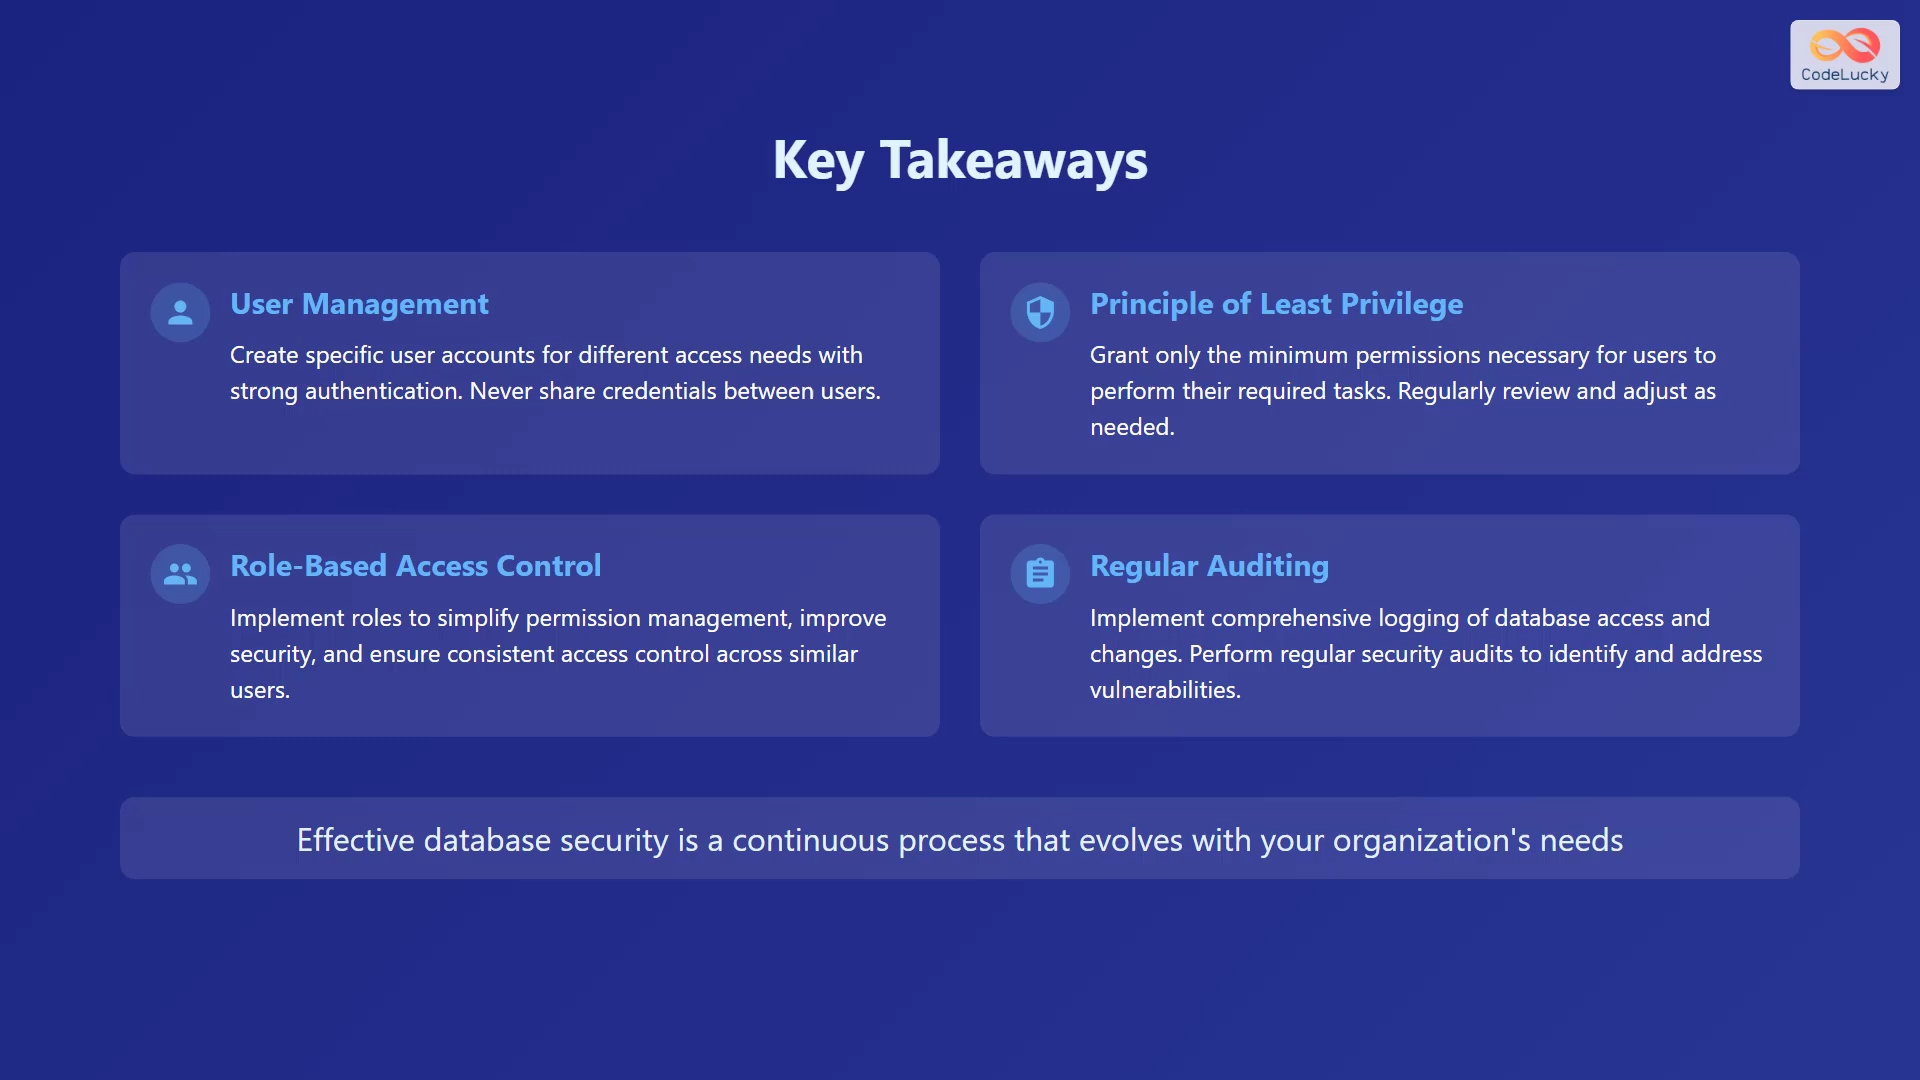 CodeLucky
Key Takeaways
User Management
Create specific user accounts for different access needs with
strong authentication. Never share credentials between users.
Principle of Least Privilege
Grant only the minimum permissions necessary for users to
perform their required tasks. Regularly review and adjust as
needed.
Role-Based Access Control
Implement roles to simplify permission management, improve
security, and ensure consistent access control across similar
users.
Regular Auditing
Implement comprehensive logging of database access and
changes. Perform regular security audits to identify and address
vulnerabilities.
Effective database security is a continuous process that evolves with your organization's needs